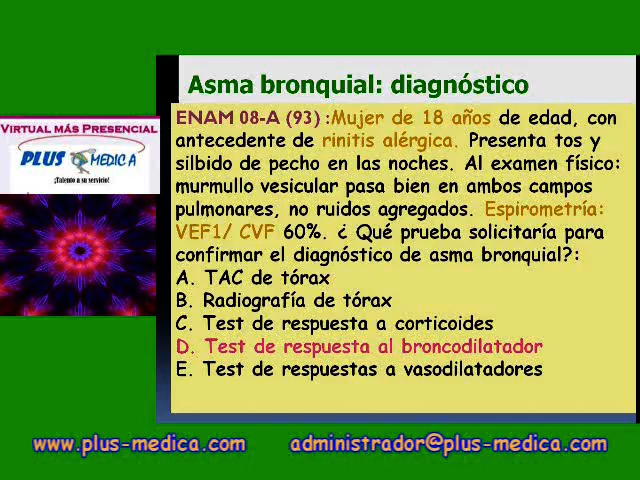 Asma bronquial: diagnóstico
ENAM 08-A (93) :Mujer de 18 años de edad, con
antecedente de rinitis alérgica. Presenta tos y
silbido de pecho en las noches. Al examen físico:
murmullo vesicular pasa bien en ambos campos
pulmonares, no ruidos agregados. Espirometría:
VEF1/ CVF 60%. ¿ Qué prueba solicitaría para
confirmar el diagnóstico de asma bronquial?:
A. TAC de tórax
B. Radiografía de tórax
C. Test de respuesta a corticoides
D. Test de respuesta al broncodilatador
E. Test de respuestas a vasodilatadores
VIRTUAL MÁS PRESENCIAL
PLUS MEDICA
¡Talento a su servicio!
www.plus-medica.com administrador@plus-medica.com